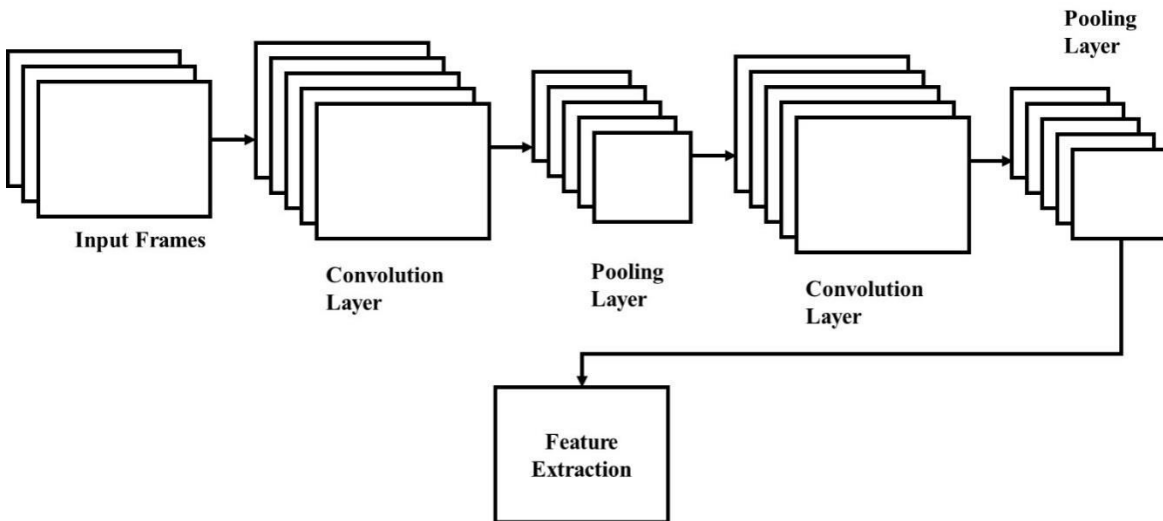 Pooling
Layer
Input Frames
Convolution
Layer
Pooling
Layer
Convolution
Layer
Feature
Extraction